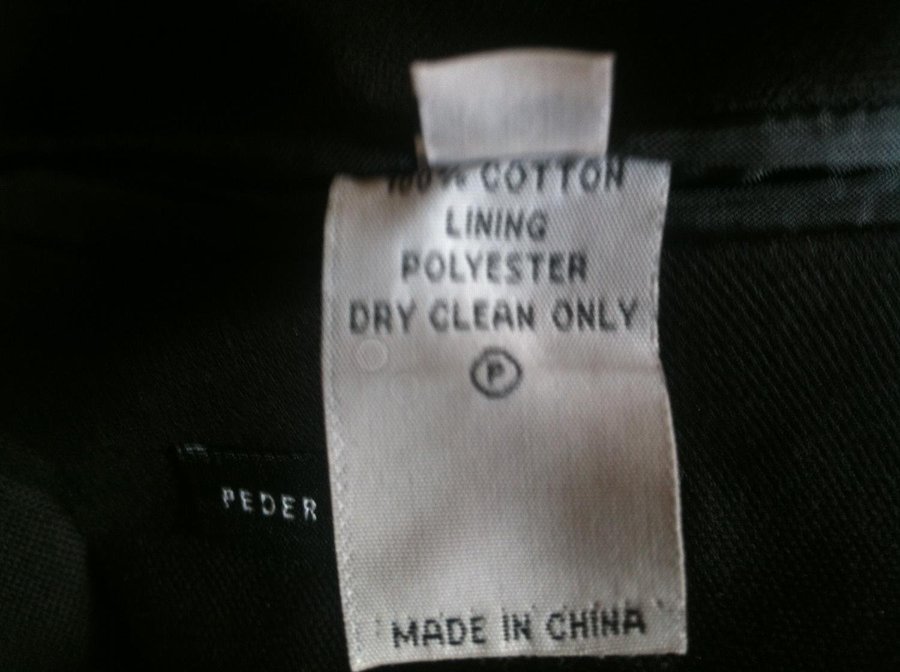 100% COTTON
LINING
POLYESTER
DRY CLEAN ONLY
P
PEDER
MADE IN CHINA